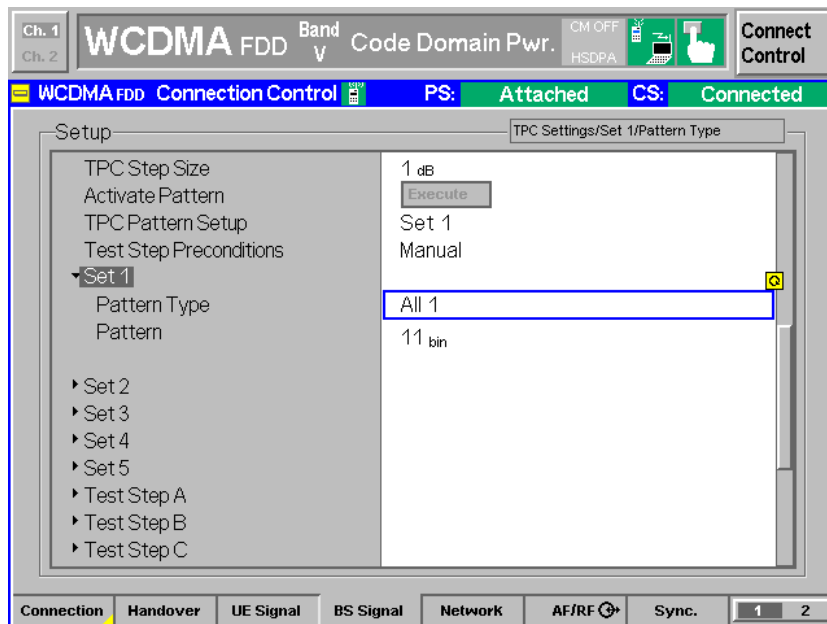 Ch. 1
Ch. 2
WCDMA FDD Band V Code Domain Pwr.
CM OFF
HSDPA
Connect Control
WCDMA FDD Connection Control PS: Attached CS: Connected
Setup TPC Settings/Set 1/Pattern Type
TPC Step Size 1 dB
Activate Pattern Execute
TPC Pattern Setup Set 1
Test Step Preconditions Manual
Set 1
Pattern Type All 1
Pattern 11 bin
Set 2
Set 3
Set 4
Set 5
Test Step A
Test Step B
Test Step C
Connection Handover UE Signal BS Signal Network AF/RF Sync. 1 2